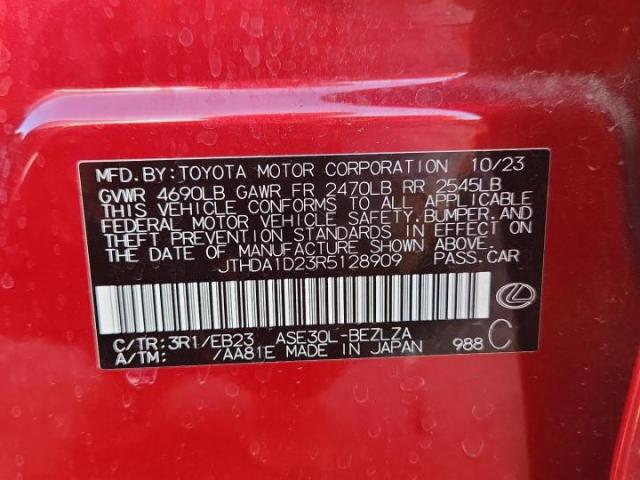 MFD. BY: TOYOTA MOTOR CORPORATION 10/23
GVWR 4690LB GAWR FR 2470LB RR 2545LB
THIS VEHICLE CONFORMS TO ALL APPLICABLE
FEDERAL MOTOR VEHICLE SAFETY, BUMPER, AND
THEFT PREVENTION STANDARDS IN EFFECT ON
THE DATE OF MANUFACTURE SHOWN ABOVE.
JTHDA1D23R5128909 PASS. CAR
C/TR: 3R1/EB23 ASE30L-BEZLZA
A/TM: /AA81E MADE IN JAPAN 988 C